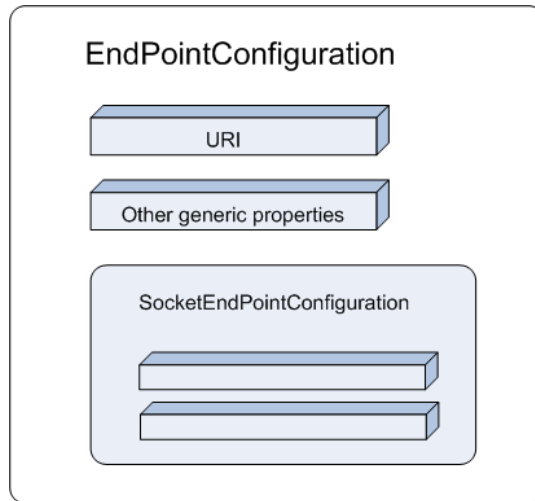 EndPointConfiguration
URI
Other generic properties
SocketEndPointConfiguration